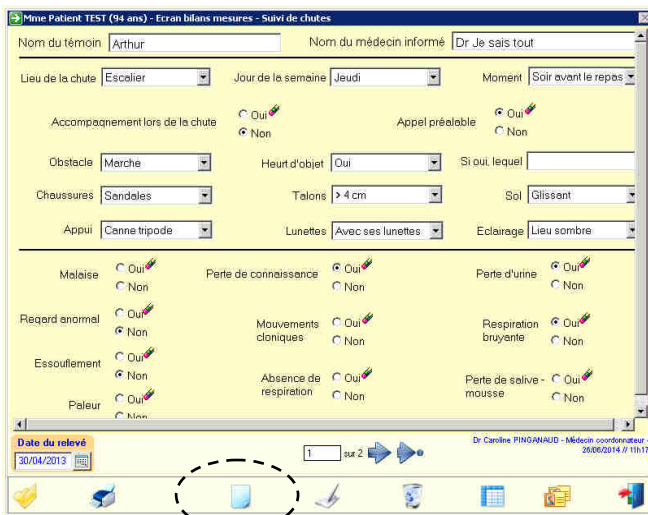 Mme Patient TEST (94 ans) - Ecran bilans mesures - Suivi de chutes
Nom du témoin Arthur Nom du médecin informé Dr Je sais tout
Lieu de la chute Escalier Jour de la semaine Jeudi Moment Soir avant le repas
Accompagnement lors de la chute Oui Non Appel préalable Oui Non
Obstacle Marche Heurt d'objet Oui Si oui, lequel
Chaussures Sandales Talons > 4 cm Sol Glissant
Appui Canne tripode Lunettes Avec ses lunettes Eclairage Lieu sombre
Malaise Oui Non Perte de connaissance Oui Non Perte d'urine Oui Non
Regard anormal Oui Non Mouvements cloniques Oui Non Respiration bruyante Oui Non
Essouflement Oui Non Absence de respiration Oui Non Perte de salive - mousse Oui Non
Paleur Oui Non
Date du relevé
30/04/2013
1 sur 2
Dr Caroline PINGANAUD - Médecin coordonnateur -
26/06/2014 // 11h17